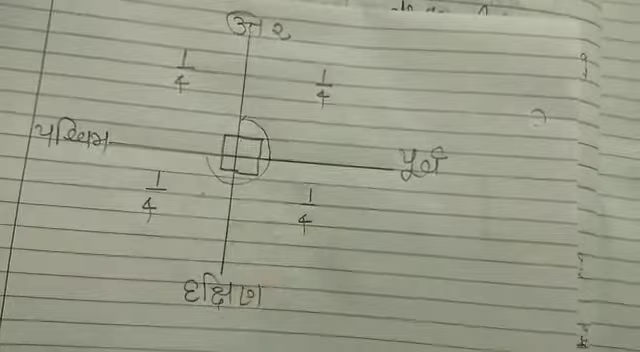 उत्तर
1/4 1/4
पश्चिम पूर्व
1/4 1/4
दक्षिण